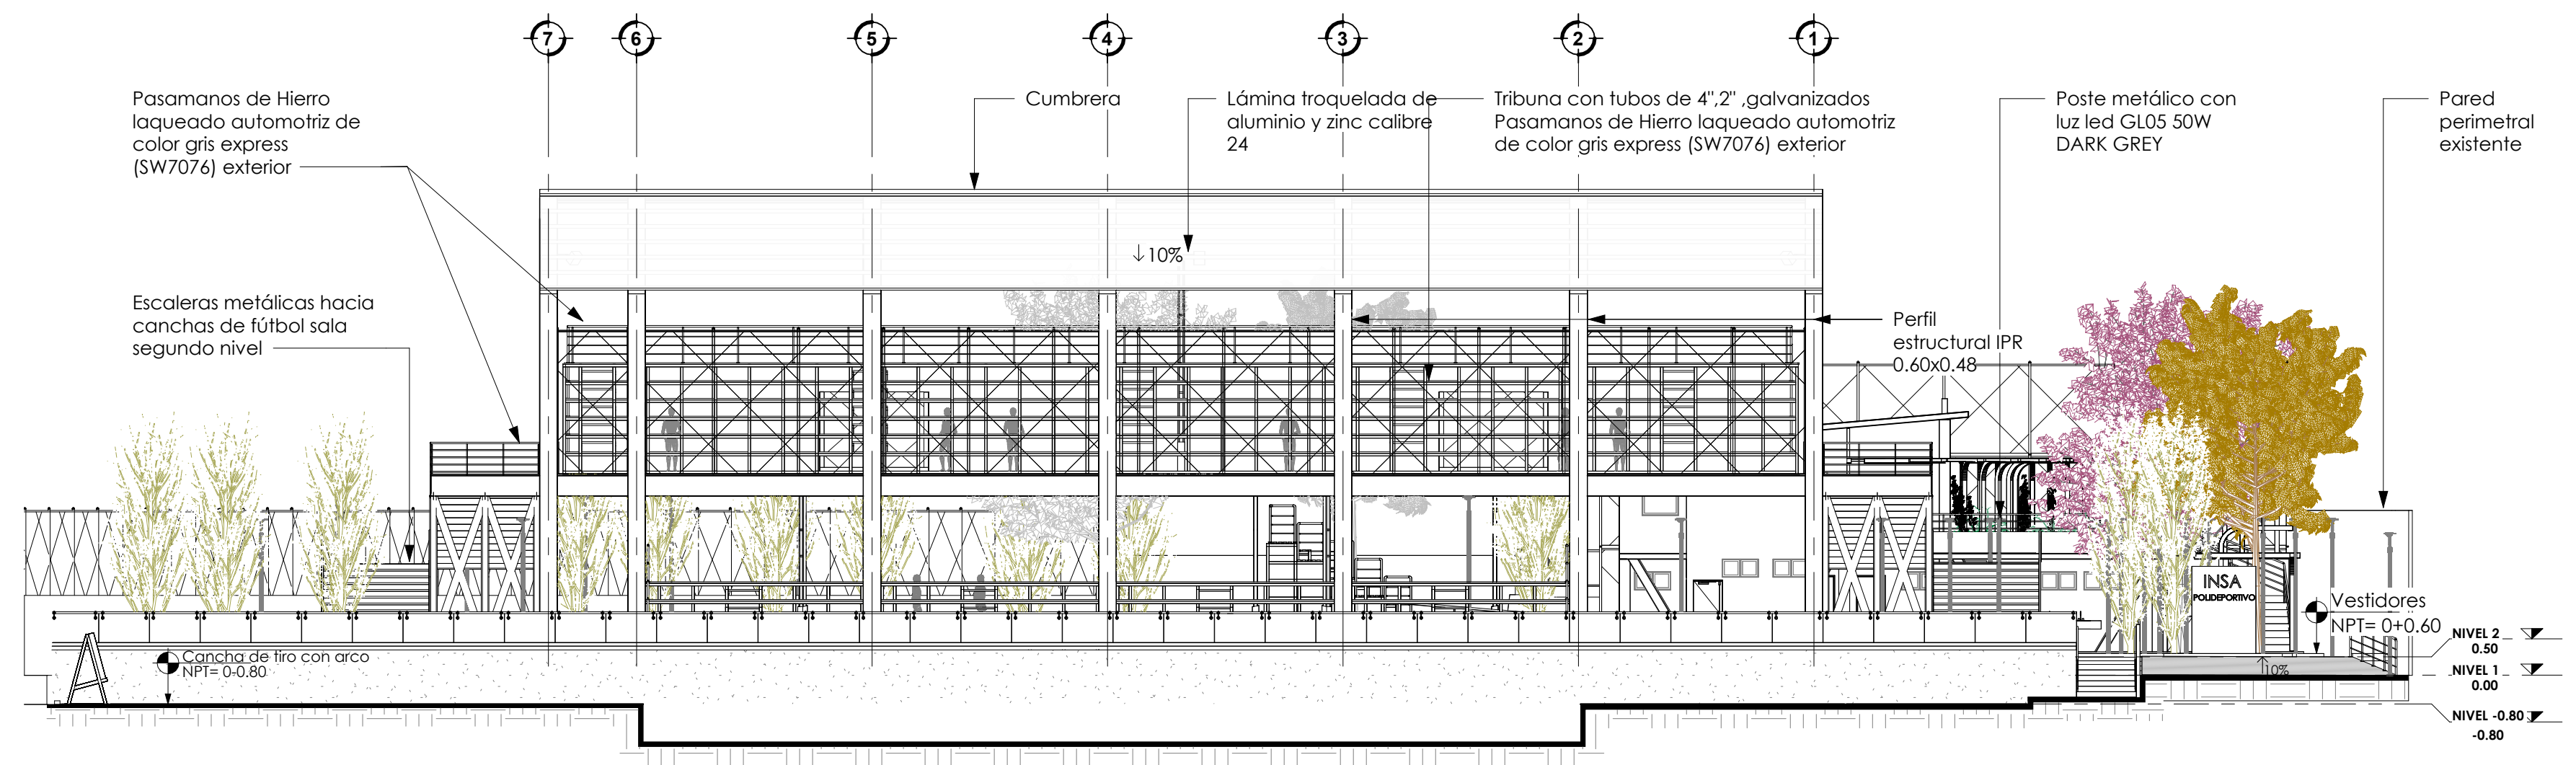 7
6
5
4
3
2
1
Pasamanos de Hierro
laqueado automotriz de
color gris express
(SW7076) exterior
Cumbrera
Lámina troquelada de
aluminio y zinc calibre
24
Tribuna con tubos de 4",2" ,galvanizados
Pasamanos de Hierro laqueado automotriz
de color gris express (SW7076) exterior
Poste metálico con
luz led GL05 50W
DARK GREY
Pared
perimetral
existente
↓10%
Escaleras metálicas hacia
canchas de fútbol sala
segundo nivel
Perfil
estructural IPR
0.60x0.48
INSA
POLIDEPORTIVO
Vestidores
NPT= 0+0.60
Cancha de tiro con arco
NPT= 0-0.80
↑10%
NIVEL 2
0.50
NIVEL 1
0.00
NIVEL -0.80
-0.80